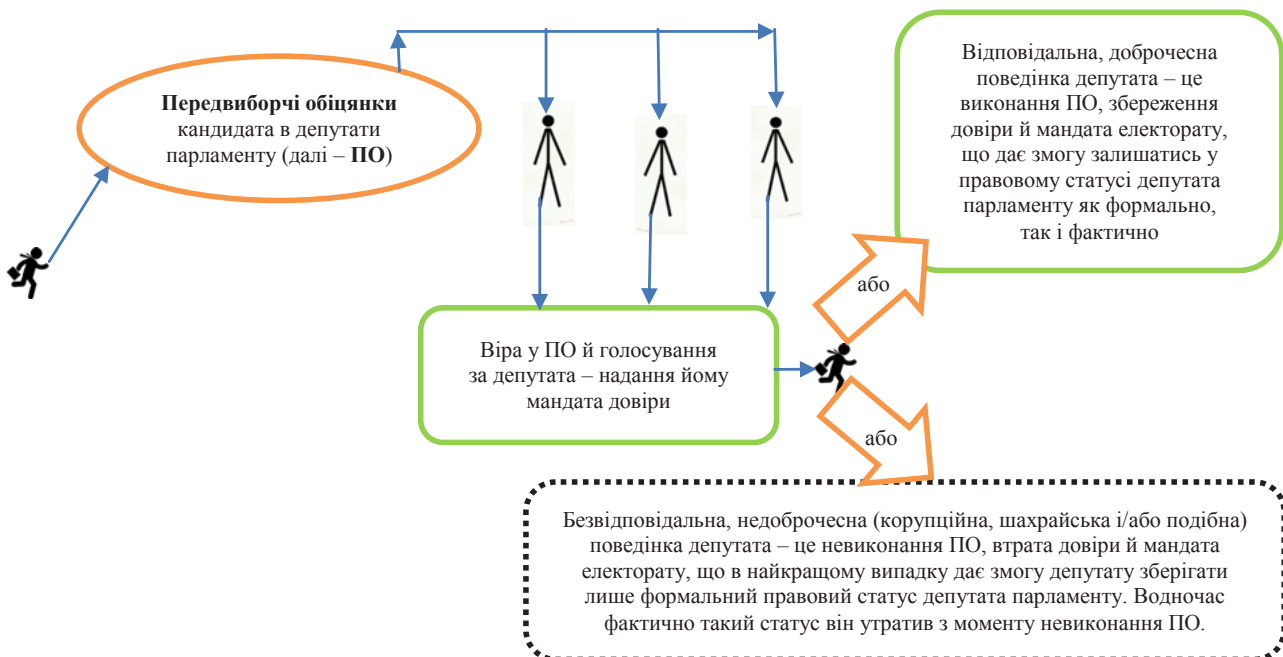 Передвиборчі обіцянки
кандидата в депутати
парламенту (далі – ПО)
Відповідальна, доброчесна
поведінка депутата – це
виконання ПО, збереження
довіри й мандата електорату,
що дає змогу залишатись у
правовому статусі депутата
парламенту як формально,
так і фактично
або
Віра у ПО й голосування
за депутата – надання йому
мандата довіри
або
Безвідповідальна, недоброчесна (корупційна, шахрайська і/або подібна)
поведінка депутата – це невиконання ПО, втрата довіри й мандата
електорату, що в найкращому випадку дає змогу депутату зберігати
лише формальний правовий статус депутата парламенту. Водночас
фактично такий статус він утратив з моменту невиконання ПО.